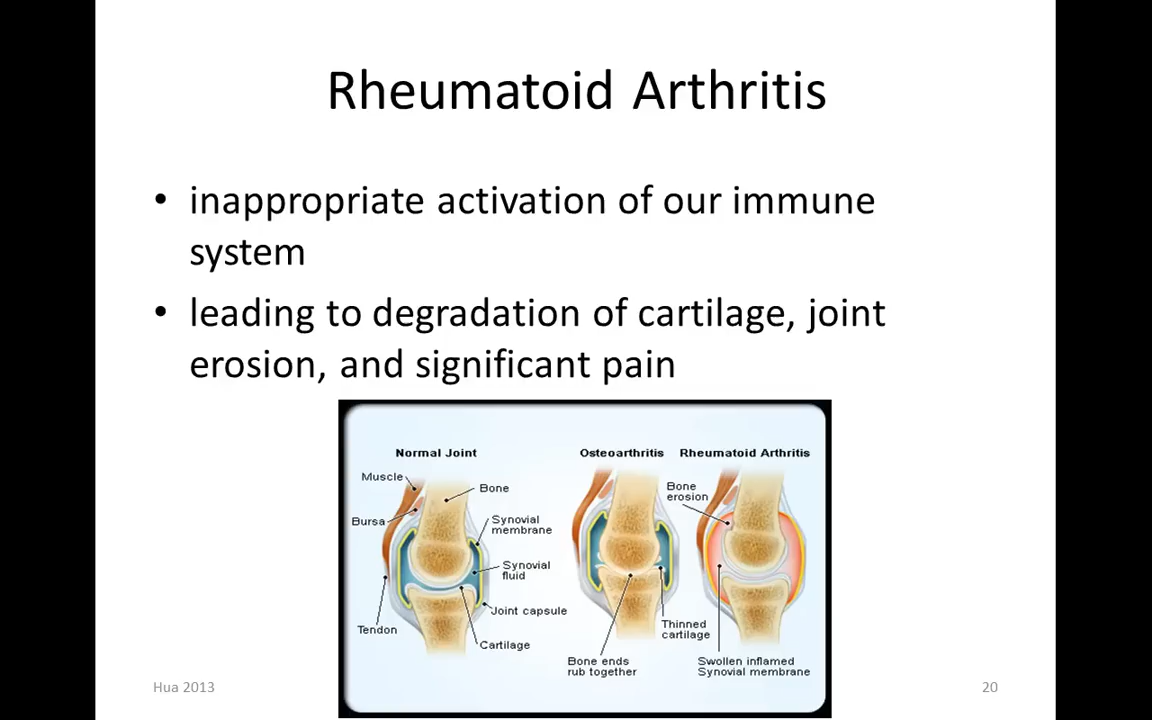 Rheumatoid Arthritis
• inappropriate activation of our immune
system
• leading to degradation of cartilage, joint
erosion, and significant pain
Normal Joint
Muscle
Bone
Bursa
Synovial
membrane
Synovial
fluid
Joint capsule
Tendon
Cartilage
Osteoarthritis
Thinned
cartilage
Bone ends
rub together
Rheumatoid Arthritis
Bone
erosion
Swollen inflamed
Synovial membrane
Hua 2013
20